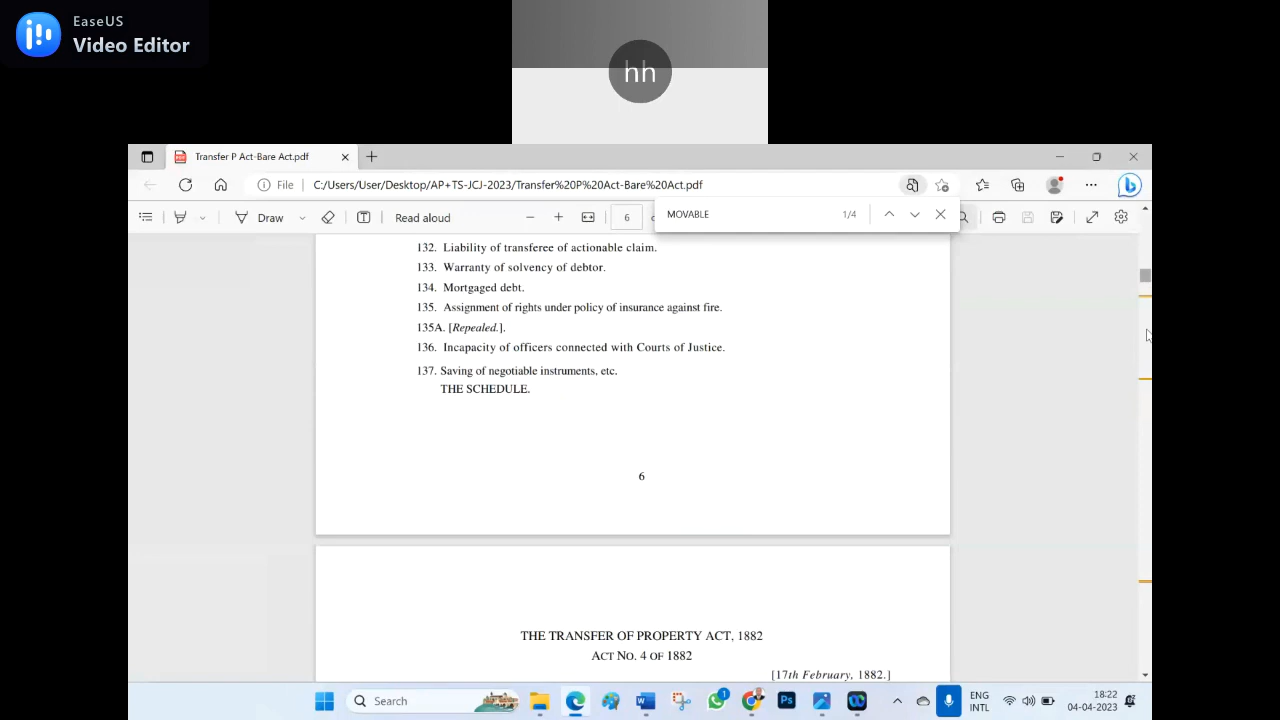 EaseUS
Video Editor
hh
Transfer P Act-Bare Act.pdf
File
C:/Users/User/Desktop/AP+TS-JCJ-2023/Transfer%20P%20Act-Bare%20Act.pdf
Draw
Read aloud
6
MOVABLE
1/4
132. Liability of transferee of actionable claim.
133. Warranty of solvency of debtor.
134. Mortgaged debt.
135. Assignment of rights under policy of insurance against fire.
135A. [Repealed.].
136. Incapacity of officers connected with Courts of Justice.
137. Saving of negotiable instruments, etc.
THE SCHEDULE.
6
THE TRANSFER OF PROPERTY ACT, 1882
ACT NO. 4 OF 1882
[17th February, 1882.]
Search
1
Ps
ENG
INTL
18:22
04-04-2023